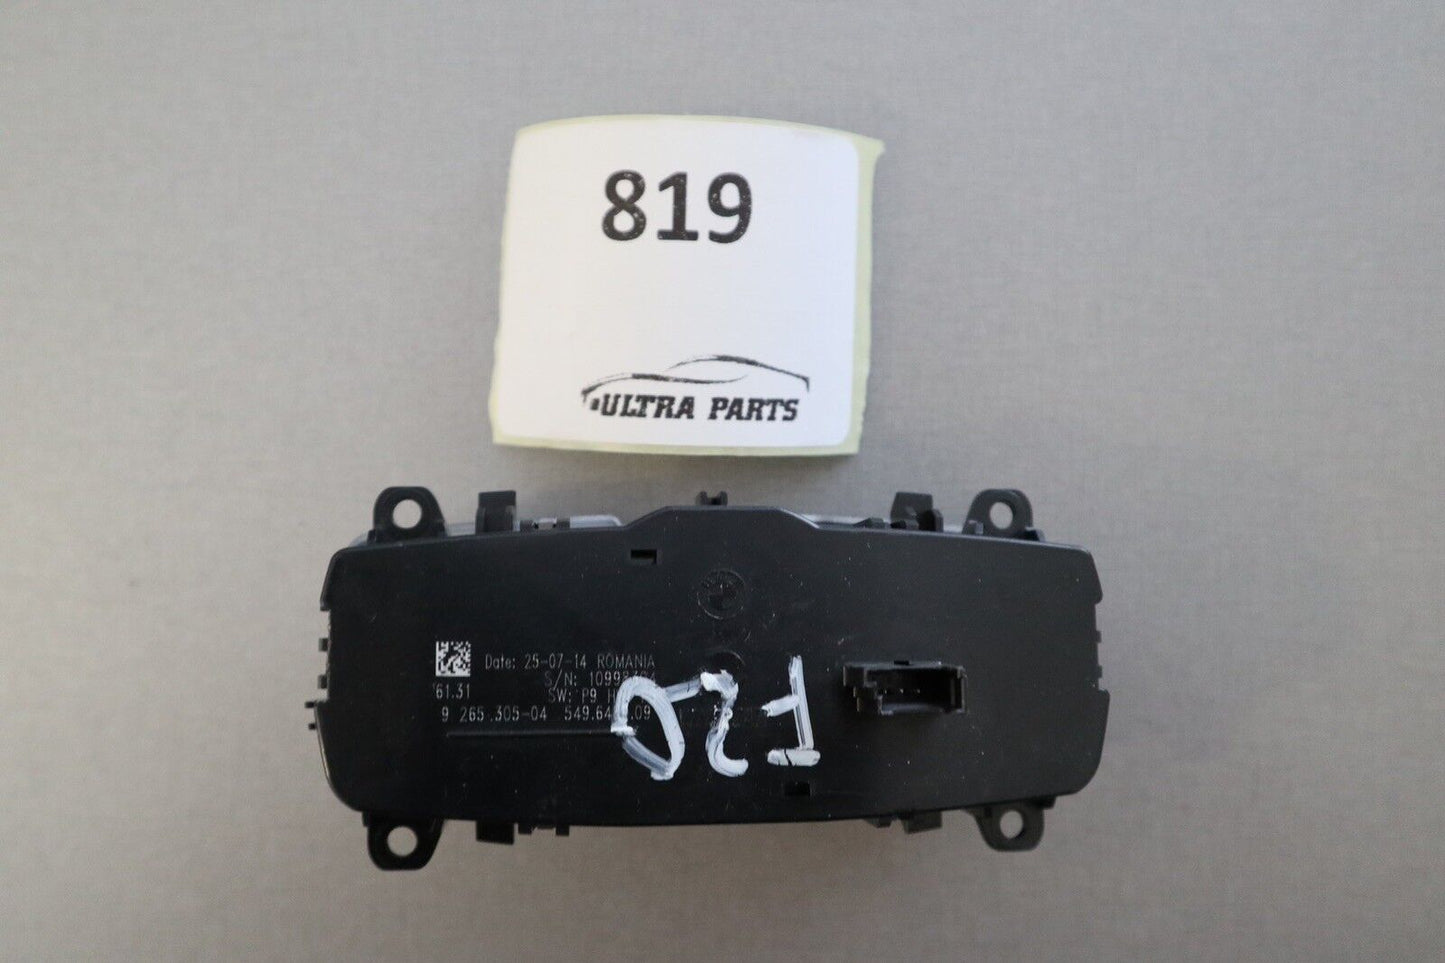 819
ULTRA PARTS
Date: 25-07-14 ROMANIA
S/N:
61.31
SW: P9
9 265.305-04
F20